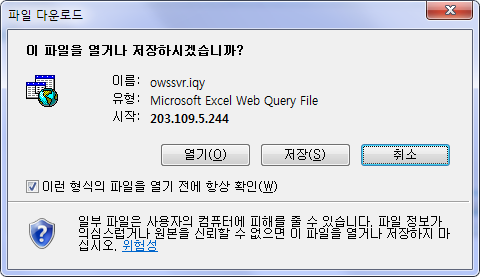 파일 다운로드
이 파일을 열거나 저장하시겠습니까?
이름: owssvr.iqy
유형: Microsoft Excel Web Query File
시작: 203.109.5.244
열기(O) 저장(S) 취소
이런 형식의 파일을 열기 전에 항상 확인(W)
일부 파일은 사용자의 컴퓨터에 피해를 줄 수 있습니다. 파일 정보가
의심스럽거나 원본을 신뢰할 수 없으면 이 파일을 열거나 저장하지 마
십시오. 위험성